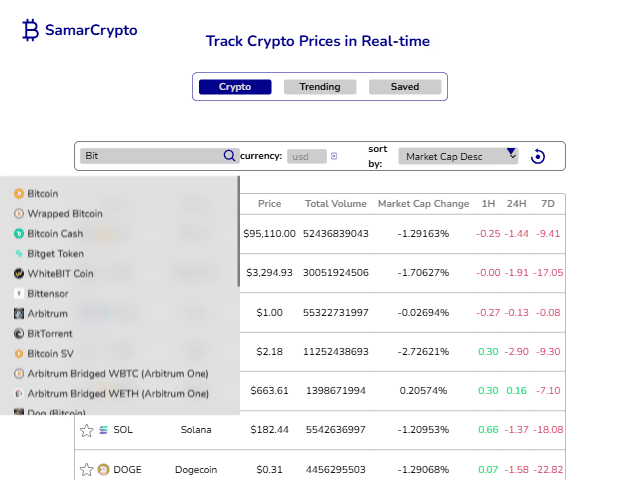 SamarCrypto
Track Crypto Prices in Real-time
Crypto Trending Saved
Bit currency: usd sort by: Market Cap Desc
Bitcoin
Wrapped Bitcoin
Bitcoin Cash
Bitget Token
WhiteBIT Coin
Bittensor
Arbitrum
BitTorrent
Bitcoin SV
Arbitrum Bridged WBTC (Arbitrum One)
Arbitrum Bridged WETH (Arbitrum One)
Dog (Bitcoin)
Price Total Volume Market Cap Change 1H 24H 7D
$95,110.00 52436839043 -1.29163% -0.25 -1.44 -9.41
$3,294.93 30051924506 -1.70627% -0.00 -1.91 -17.05
$1.00 55322731997 -0.02694% -0.27 -0.13 -0.08
$2.18 11252438693 -2.72621% 0.30 -2.90 -9.30
$663.61 1398671994 0.20574% 0.30 0.16 -7.10
SOL Solana $182.44 5542636997 -1.20953% 0.66 -1.37 -18.08
DOGE Dogecoin $0.31 4456295503 -1.29068% 0.07 -1.58 -22.82